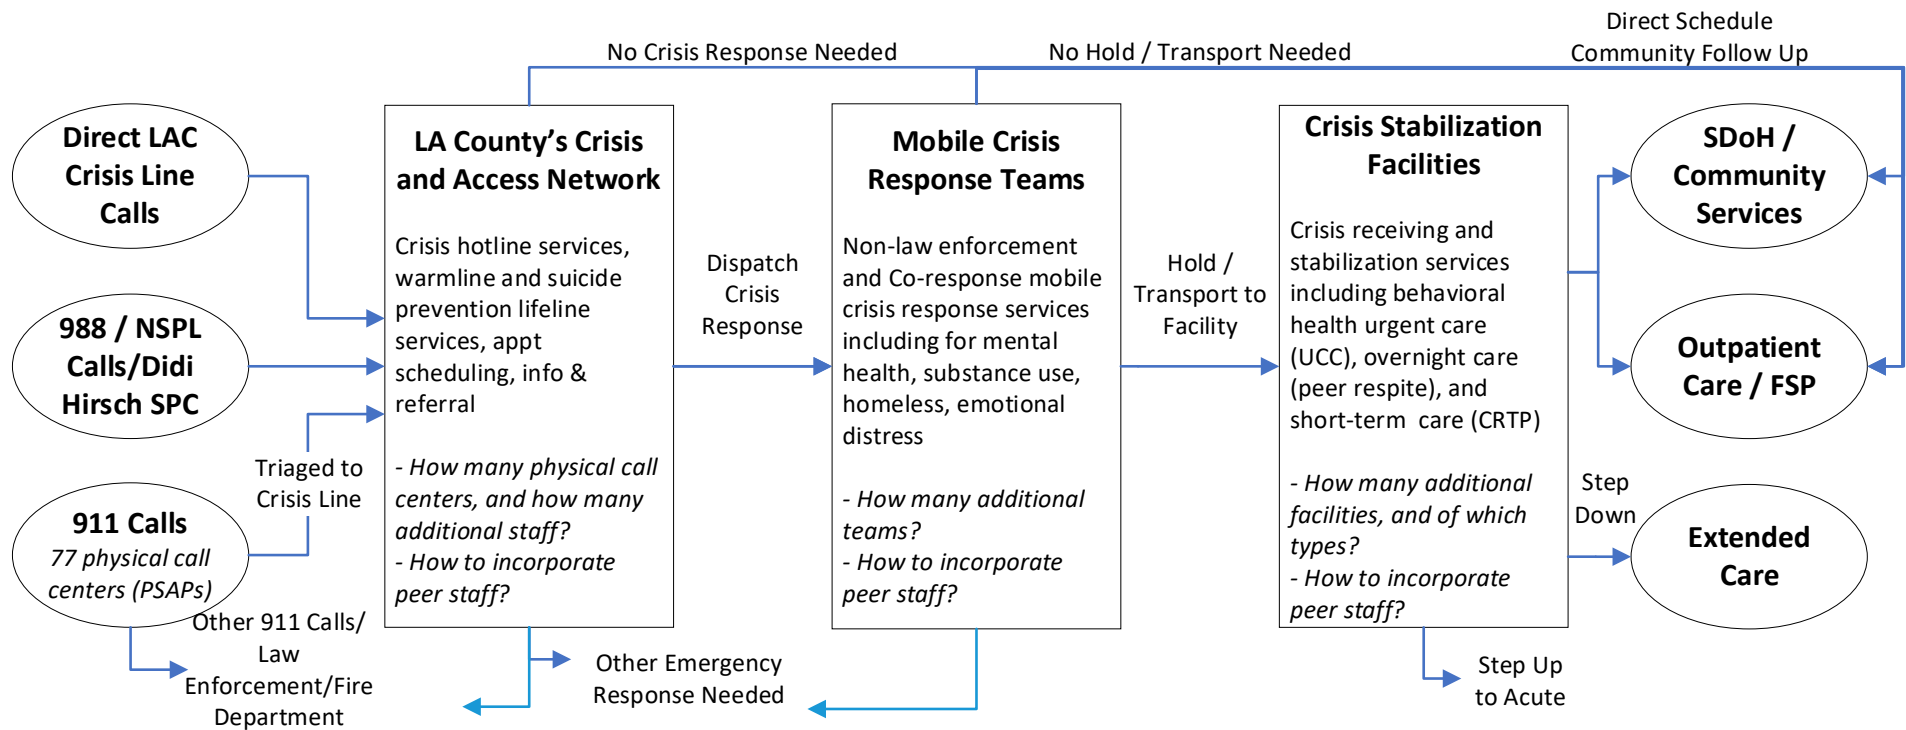 No Crisis Response Needed
No Hold / Transport Needed
Direct Schedule
Community Follow Up
Direct LAC
Crisis Line
Calls
988 / NSPL
Calls/Didi
Hirsch SPC
Triaged to
Crisis Line
911 Calls
77 physical call
centers (PSAPs)
Other 911 Calls/
Law
Enforcement/Fire
Department
LA County’s Crisis
and Access Network
Crisis hotline services,
warmline and suicide
prevention lifeline
services, appt
scheduling, info &
referral
- How many physical call
centers, and how many
additional staff?
- How to incorporate
peer staff?
Dispatch
Crisis
Response
Other Emergency
Response Needed
Mobile Crisis
Response Teams
Non-law enforcement
and Co-response mobile
crisis response services
including for mental
health, substance use,
homeless, emotional
distress
- How many additional
teams?
- How to incorporate
peer staff?
Hold /
Transport to
Facility
Crisis Stabilization
Facilities
Crisis receiving and
stabilization services
including behavioral
health urgent care
(UCC), overnight care
(peer respite), and
short-term care (CRTP)
- How many additional
facilities, and of which
types?
- How to incorporate
peer staff?
Step Up
to Acute
Step
Down
SDoH /
Community
Services
Outpatient
Care / FSP
Extended
Care